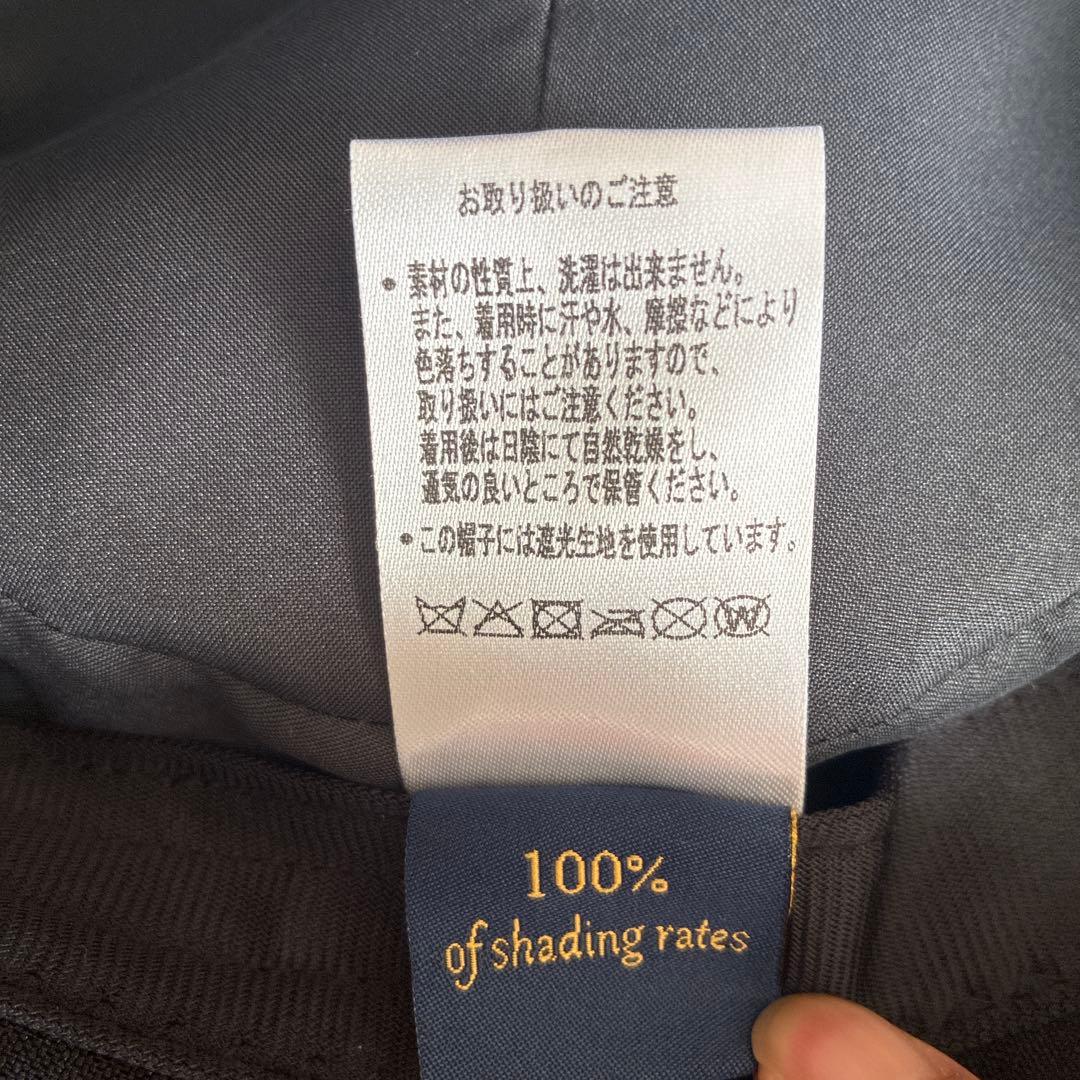 お取り扱いのご注意
・素材の性質上、洗濯は出来ません。
また、着用時に汗や水、摩擦などにより
色落ちすることがありますので、
取り扱いにはご注意ください。
着用後は日陰にて自然乾燥をし、
通気の良いところで保管ください。
・この帽子には遮光生地を使用しています。
W
100%
of shading rates